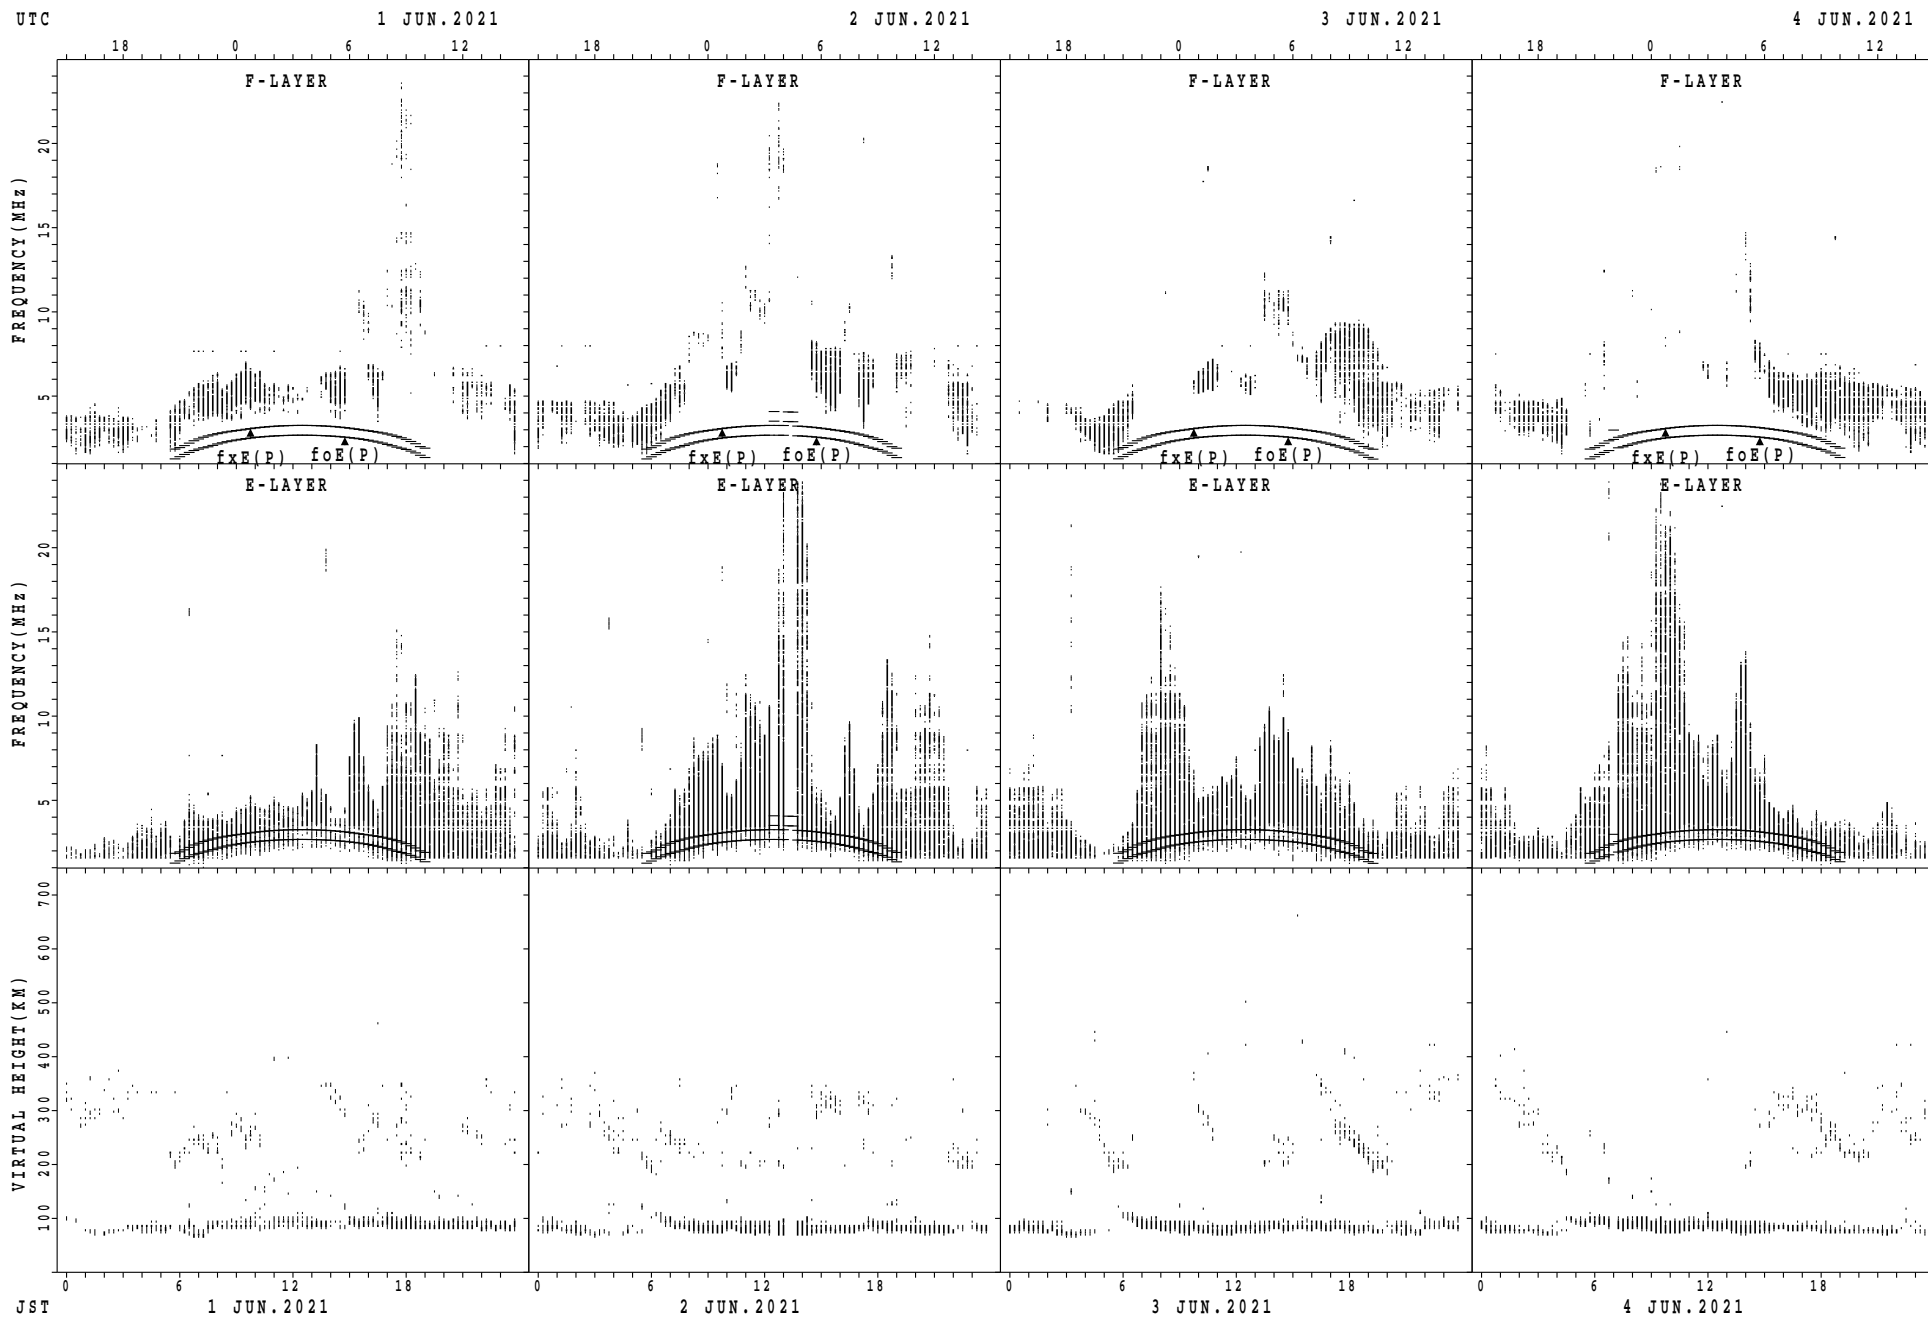 UTC 1 JUN.2021 2 JUN.2021 3 JUN.2021 4 JUN.2021
18 0 6 12 18 0 6 12 18 0 6 12 18 0 6 12
F-LAYER F-LAYER F-LAYER F-LAYER
FREQUENCY(MHz)
20
15
10
5
fxE(P) foE(P) fxE(P) foE(P) fxE(P) foE(P) fxE(P) foE(P)
E-LAYER E-LAYER E-LAYER E-LAYER
FREQUENCY(MHz)
20
15
10
5
VIRTUAL HEIGHT(KM)
700
600
500
400
300
200
100
0 6 12 18 0 6 12 18 0 6 12 18 0 6 12 18
JST 1 JUN.2021 2 JUN.2021 3 JUN.2021 4 JUN.2021